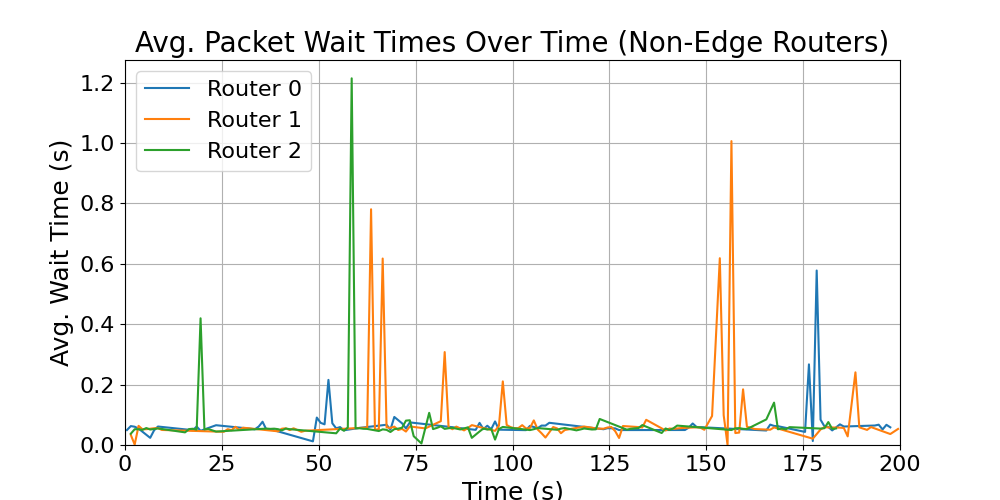 Avg. Packet Wait Times Over Time (Non-Edge Routers)
Avg. Wait Time (s)
1.2
1.0
0.8
0.6
0.4
0.2
0.0
Router 0
Router 1
Router 2
0 25 50 75 100 125 150 175 200
Time (s)